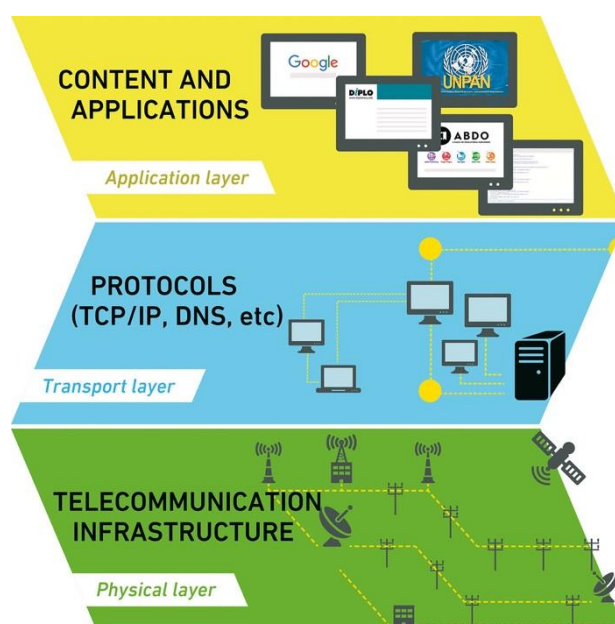 CONTENT AND
APPLICATIONS
Google
UNPAN
DiPLO
ABDO
Application layer
PROTOCOLS
(TCP/IP, DNS, etc)
Transport layer
TELECOMMUNICATION
INFRASTRUCTURE
Physical layer